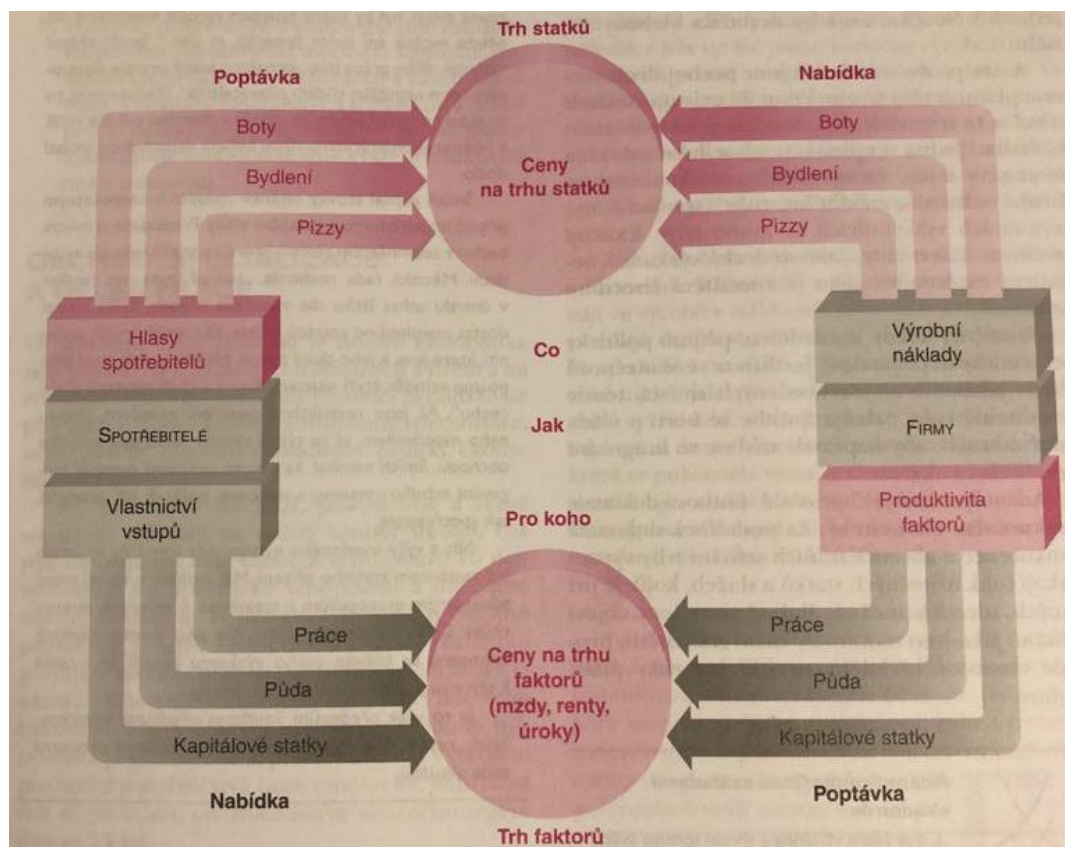 Trh statků
Poptávka
Nabídka
Boty
Boty
Ceny
na trhu statků
Bydlení
Bydlení
Pizzy
Pizzy
Hlasy
spotřebitelů
Co
Výrobní
náklady
SPOTŘEBITELÉ
Jak
FIRMY
Vlastnictví
vstupů
Pro koho
Produktivita
faktorů
Práce
Práce
Ceny na trhu
faktorů
(mzdy, renty,
úroky)
Půda
Půda
Kapitálové statky
Kapitálové statky
Nabídka
Poptávka
Trh faktorů